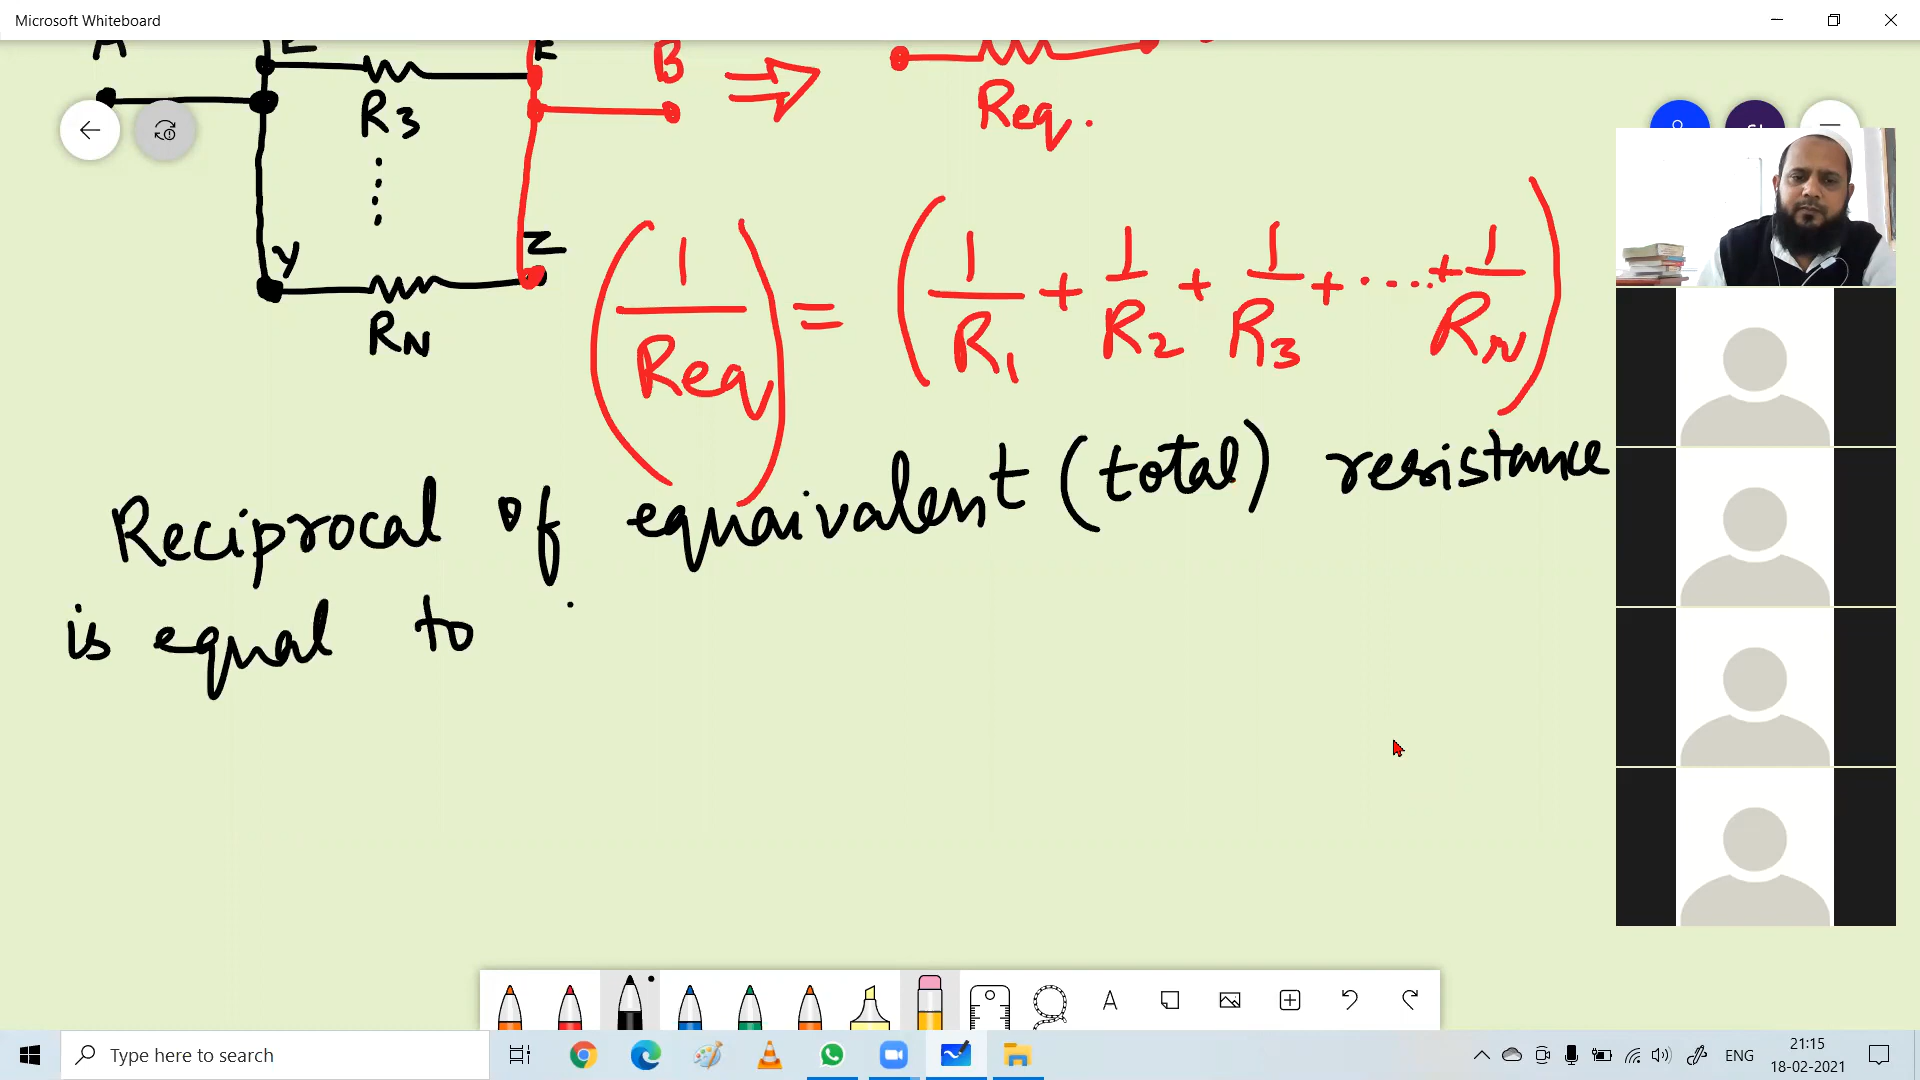 Microsoft Whiteboard
B
R3
Req.
Y
Z
RN
1/Req = (1/R1 + 1/R2 + 1/R3 + ..... + 1/RN)
Reciprocal of equaivalent (total) resistance
is equal to
A
Type here to search
ENG
21:15
18-02-2021